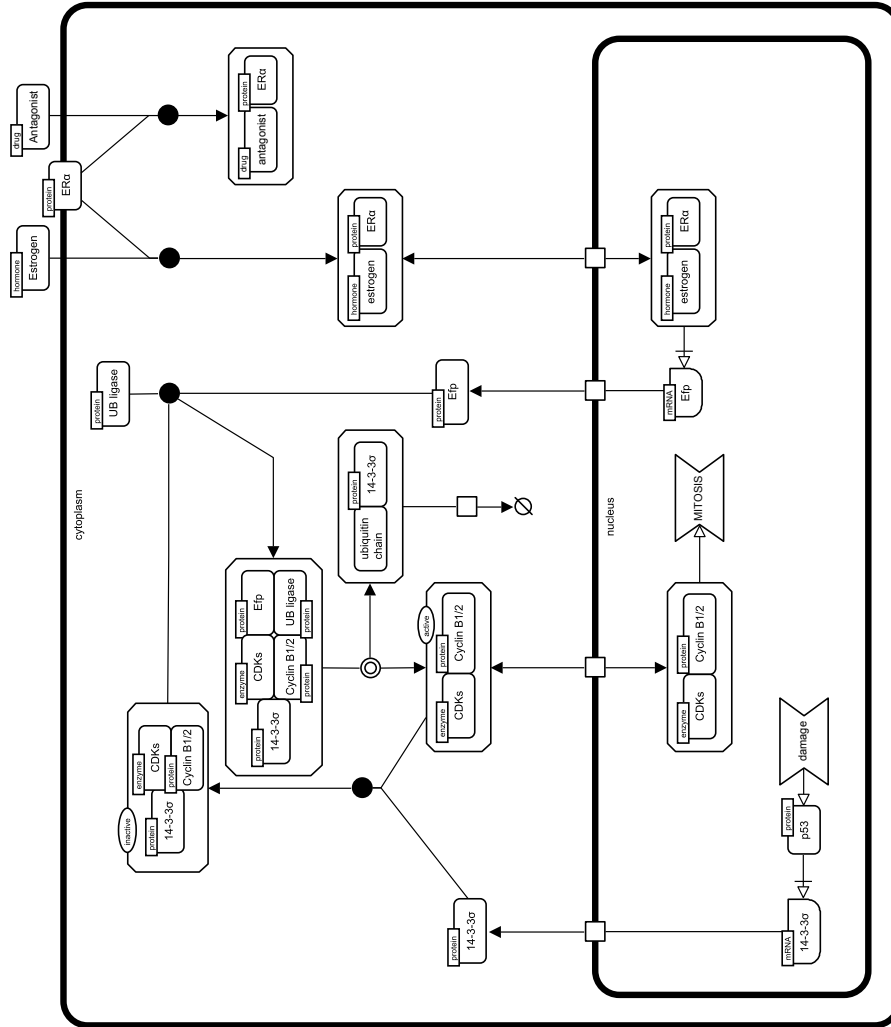 drug
Antagonist
protein
ERα
hormone
Estrogen
drug
antagonist
protein
ERα
hormone
estrogen
protein
ERα
hormone
estrogen
protein
ERα
protein
UB ligase
cytoplasm
protein
Efp
mRNA
Efp
ubiquitin
chain
protein
14-3-3σ
nucleus
MITOSIS
protein
Efp
UB ligase
protein
enzyme
CDKs
Cyclin B1/2
protein
protein
14-3-3σ
active
enzyme
CDKs
protein
Cyclin B1/2
enzyme
CDKs
protein
Cyclin B1/2
inactive
enzyme
CDKs
protein
Cyclin B1/2
protein
14-3-3σ
damage
protein
p53
protein
14-3-3σ
mRNA
14-3-3σ